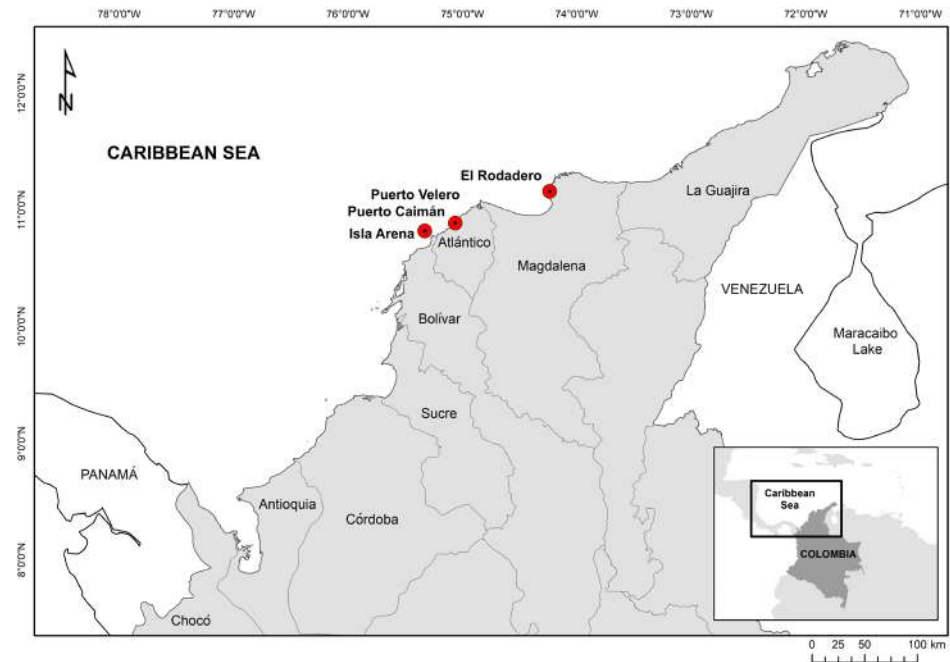 78°0'0"W 77°0'0"W 76°0'0"W 75°0'0"W 74°0'0"W 73°0'0"W 72°0'0"W 71°0'0"W
12°0'0"N
N
CARIBBEAN SEA
El Rodadero
La Guajira
11°0'0"N
Puerto Velero
Puerto Caimán
Isla Arena
Atlántico
Magdalena
VENEZUELA
10°0'0"N
Bolívar
Maracaibo
Lake
Sucre
9°0'0"N
PANAMÁ
Antioquia
Córdoba
Caribbean
Sea
COLOMBIA
8°0'0"N
Chocó
0 25 50 100 km